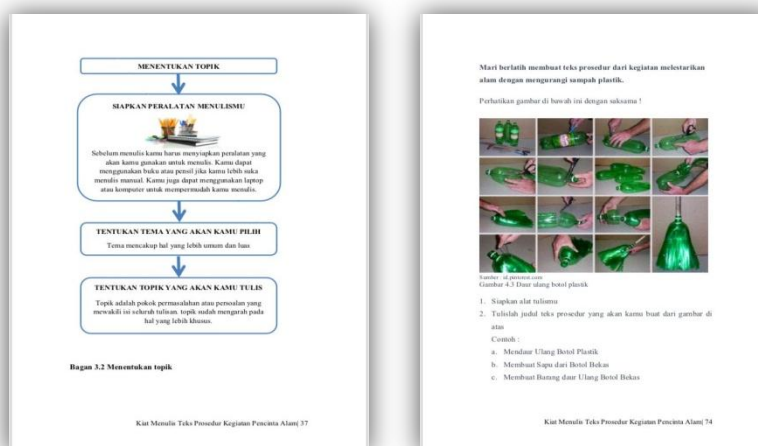 MENENTUKAN TOPIK
SIAPKAN PERALATAN MENULISMU
Sebelum menulis kamu harus menyiapkan peralatan yang
akan kamu gunakan untuk menulis. Kamu dapat
menggunakan buku atau pensil jika kamu lebih suka
menulis manual. Kamu juga dapat menggunakan laptop
atau komputer untuk mempermudah kamu menulis.
TENTUKAN TEMA YANG AKAN KAMU PILIH
Tema mencakup hal yang lebih umum dan luas
TENTUKAN TOPIK YANG AKAN KAMU TULIS
Topik adalah pokok permasalahan atau persoalan yang
mewakili isi seluruh tulisan. topik sudah mengarah pada
hal yang lebih khusus.
Bagan 3.2 Menentukan topik
Kiat Menulis Teks Prosedur Kegiatan Pencinta Alam| 37
Mari berlatih membuat teks prosedur dari kegiatan melestarikan
alam dengan mengurangi sampah plastik.
Perhatikan gambar di bawah ini dengan saksama !
Sumber : id.pinterest.com
Gambar 4.3 Daur ulang botol plastik
1. Siapkan alat tulismu
2. Tulislah judul teks prosedur yang akan kamu buat dari gambar di
atas
Contoh :
a. Mendaur Ulang Botol Plastik
b. Membuat Sapu dari Botol Bekas
c. Membuat Barang daur Ulang Botol Bekas
Kiat Menulis Teks Prosedur Kegiatan Pencinta Alam| 74